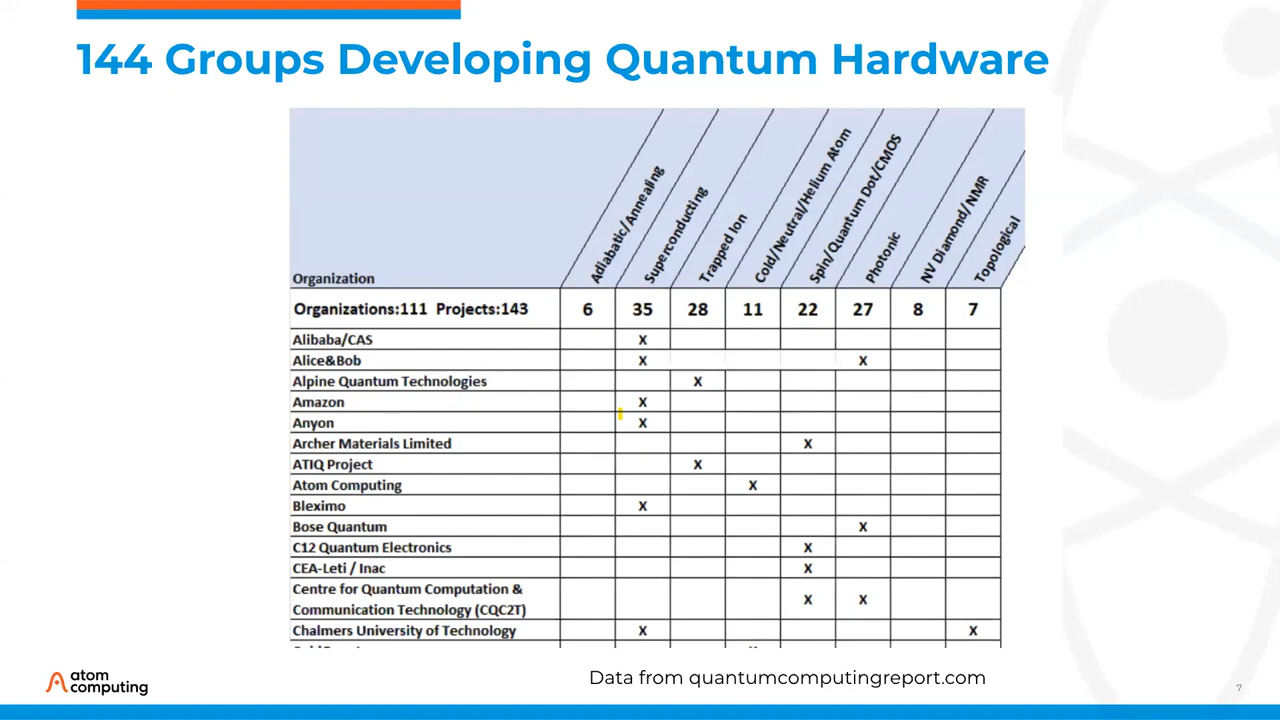 144 Groups Developing Quantum Hardware
Adiabatic/Annealing
Superconducting
Trapped Ion
Cold/Neutral/Helium Atom
Spin/Quantum Dot/CMOS
Photonic
NV Diamond/NMR
Topological
Organization
Organizations:111 Projects:143 6 35 28 11 22 27 8 7
Alibaba/CAS X
Alice&Bob X X
Alpine Quantum Technologies X
Amazon X
Anyon X
Archer Materials Limited X
ATIQ Project X
Atom Computing X
Bleximo X
Bose Quantum X
C12 Quantum Electronics X
CEA-Leti / Inac X
Centre for Quantum Computation &
Communication Technology (CQC2T) X X
Chalmers University of Technology X X
atom
computing
Data from quantumcomputingreport.com
7